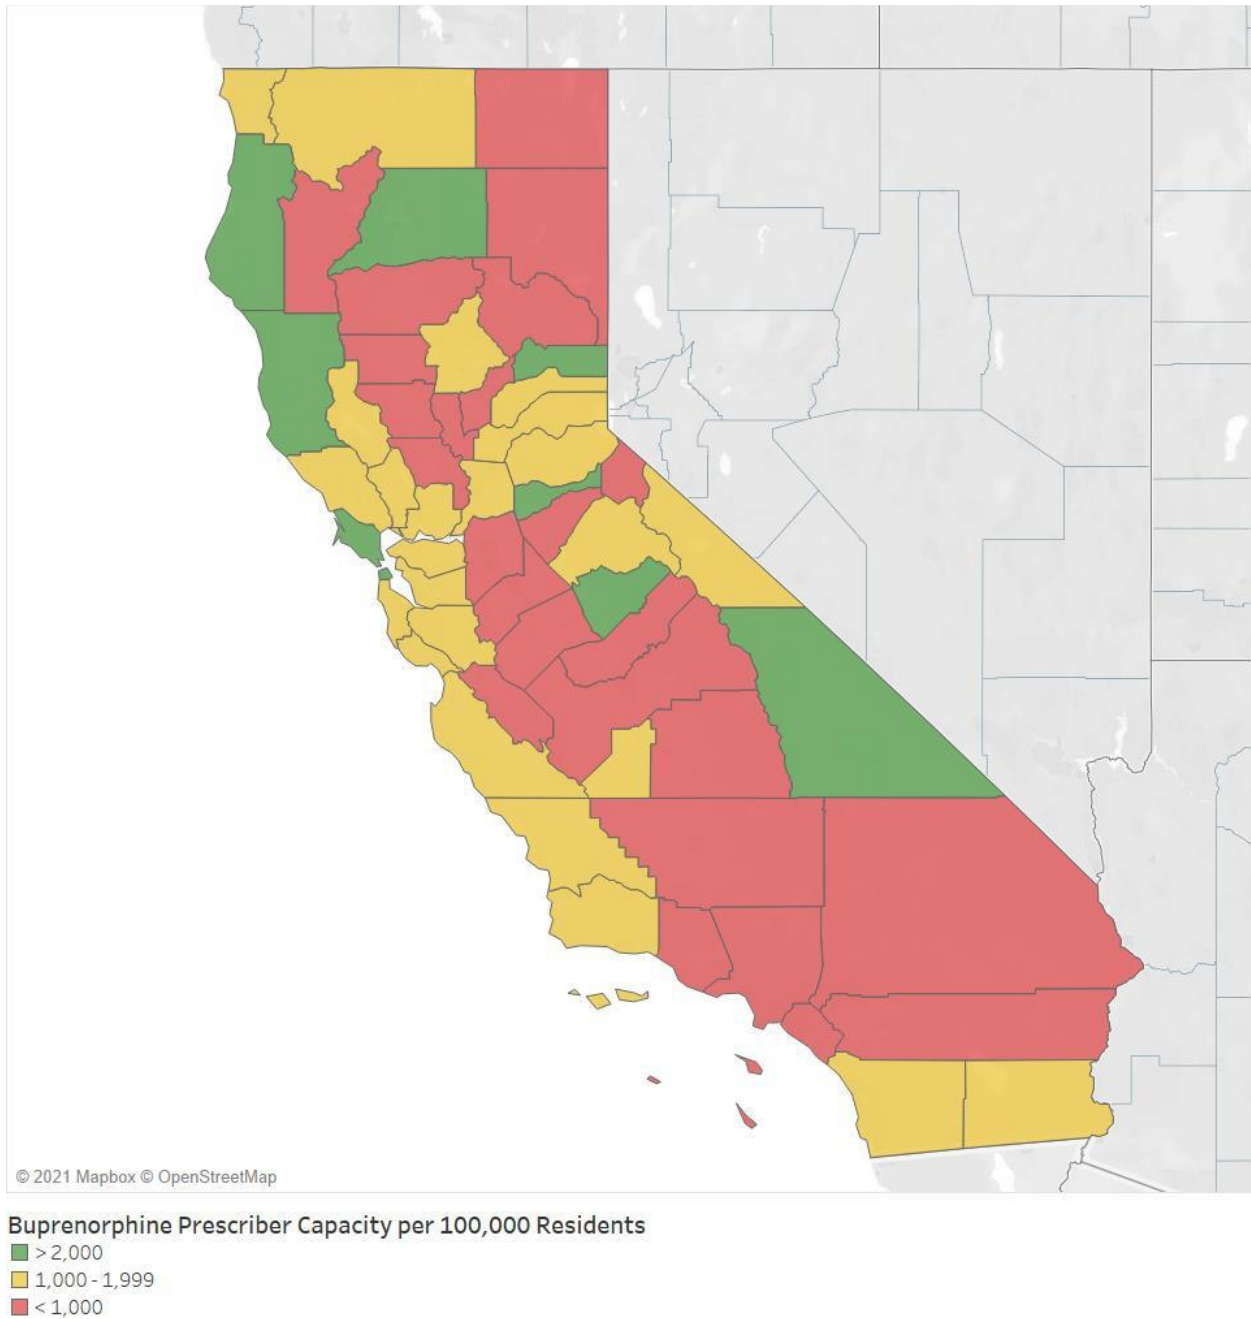 © 2021 Mapbox © OpenStreetMap
Buprenorphine Prescriber Capacity per 100,000 Residents
> 2,000
1,000 - 1,999
< 1,000